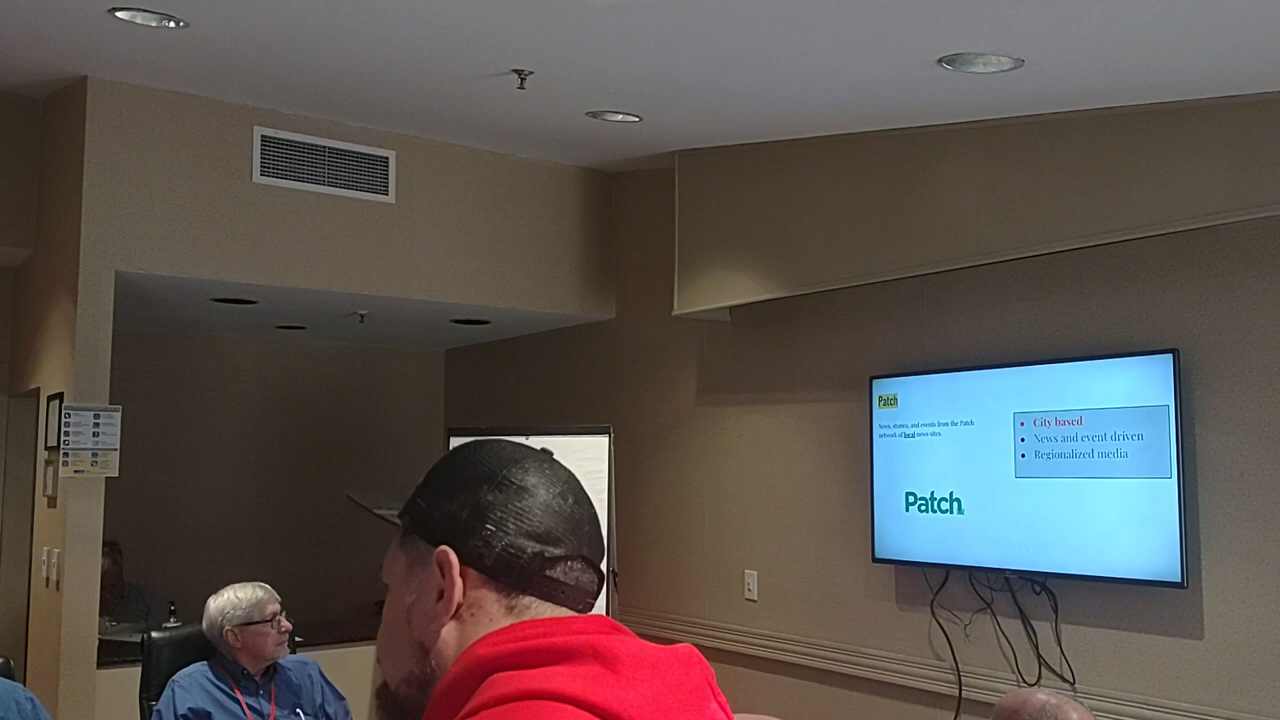 Patch
News, stories, and events from the Patch
network of local news sites.
• City based
• News and event driven
• Regionalized media
Patch